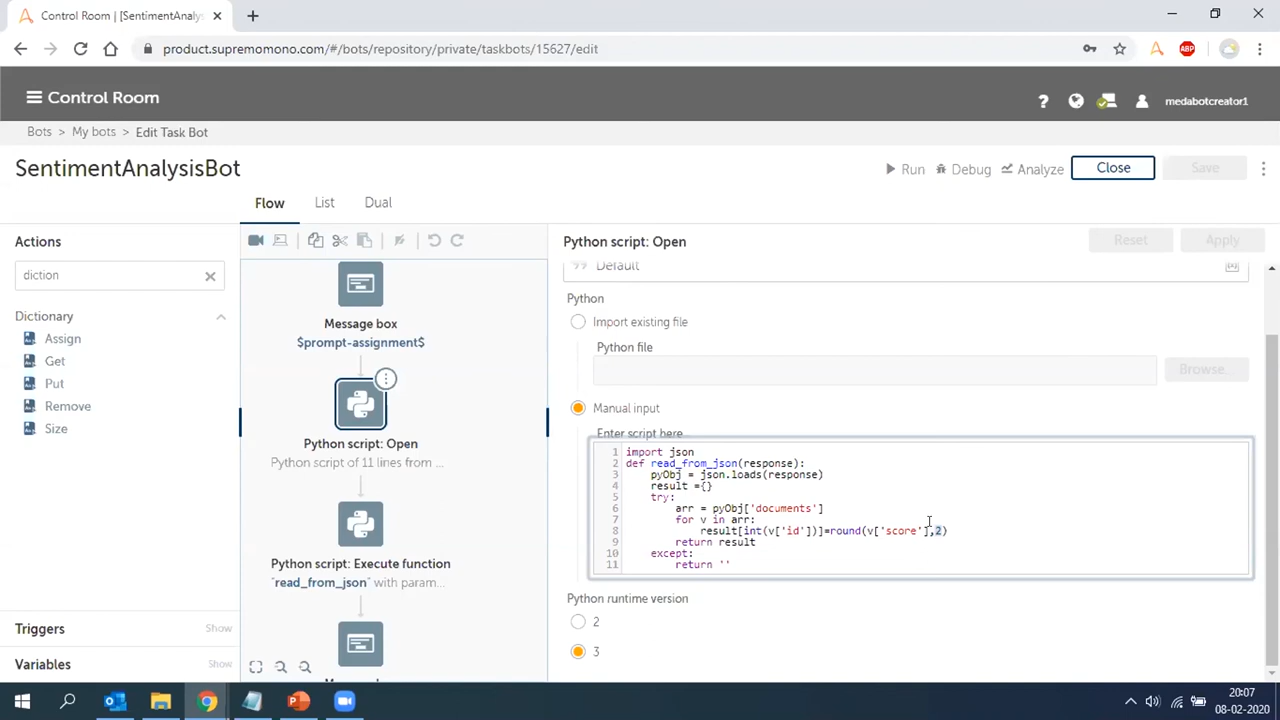 Control Room | [SentimentAnalys
product.supremomono.com/#/bots/repository/private/taskbots/15627/edit
ABP
Control Room
medabotcreator1
Bots > My bots > Edit Task Bot
SentimentAnalysisBot
Run
Debug
Analyze
Close
Save
Flow
List
Dual
Actions
diction
Dictionary
Assign
Get
Put
Remove
Size
Triggers
Show
Variables
Show
Message box
$prompt-assignment$
Python script: Open
Python script of 11 lines from ...
Python script: Execute function
"read_from_json" with param...
Python script: Open
Reset
Apply
Default
Python
Import existing file
Python file
Browse...
Manual input
Enter script here...
1 import json
2 def read_from_json(response):
3 pyObj = json.loads(response)
4 result ={}
5 try:
6 arr = pyObj['documents']
7 for v in arr:
8 result[int(v['id'])]=round(v['score'],2)
9 return result
10 except:
11 return ''
Python runtime version
2
3
20:07
08-02-2020